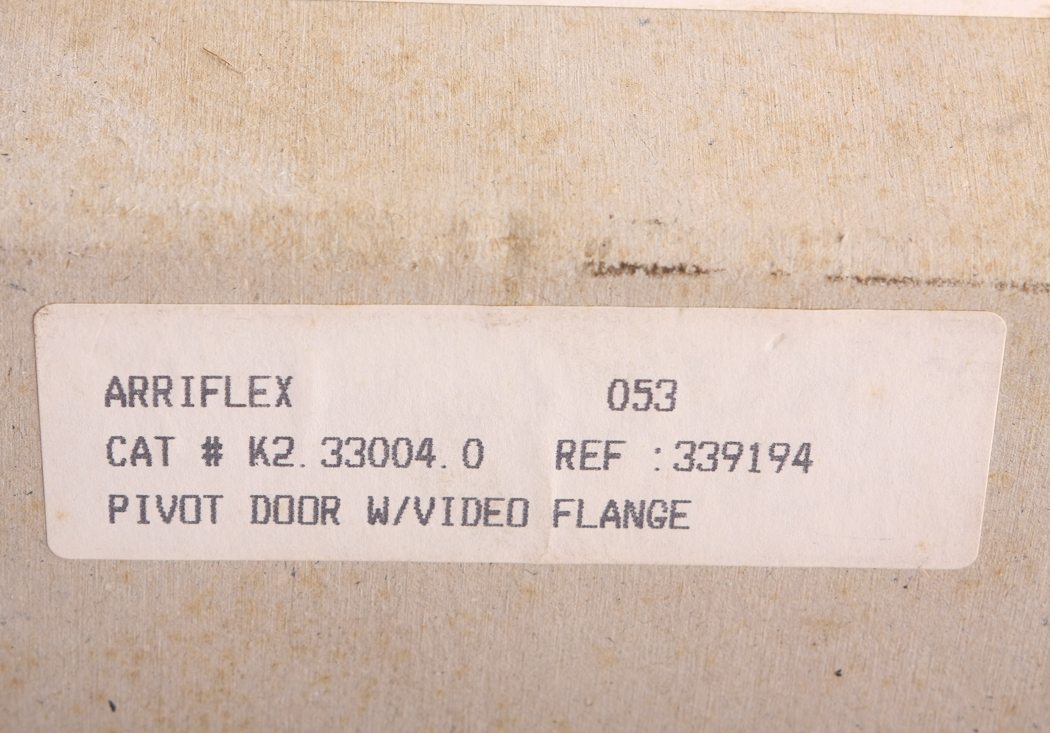 ARRIFLEX 053
CAT # K2.33004.0 REF :339194
PIVOT DOOR W/VIDEO FLANGE